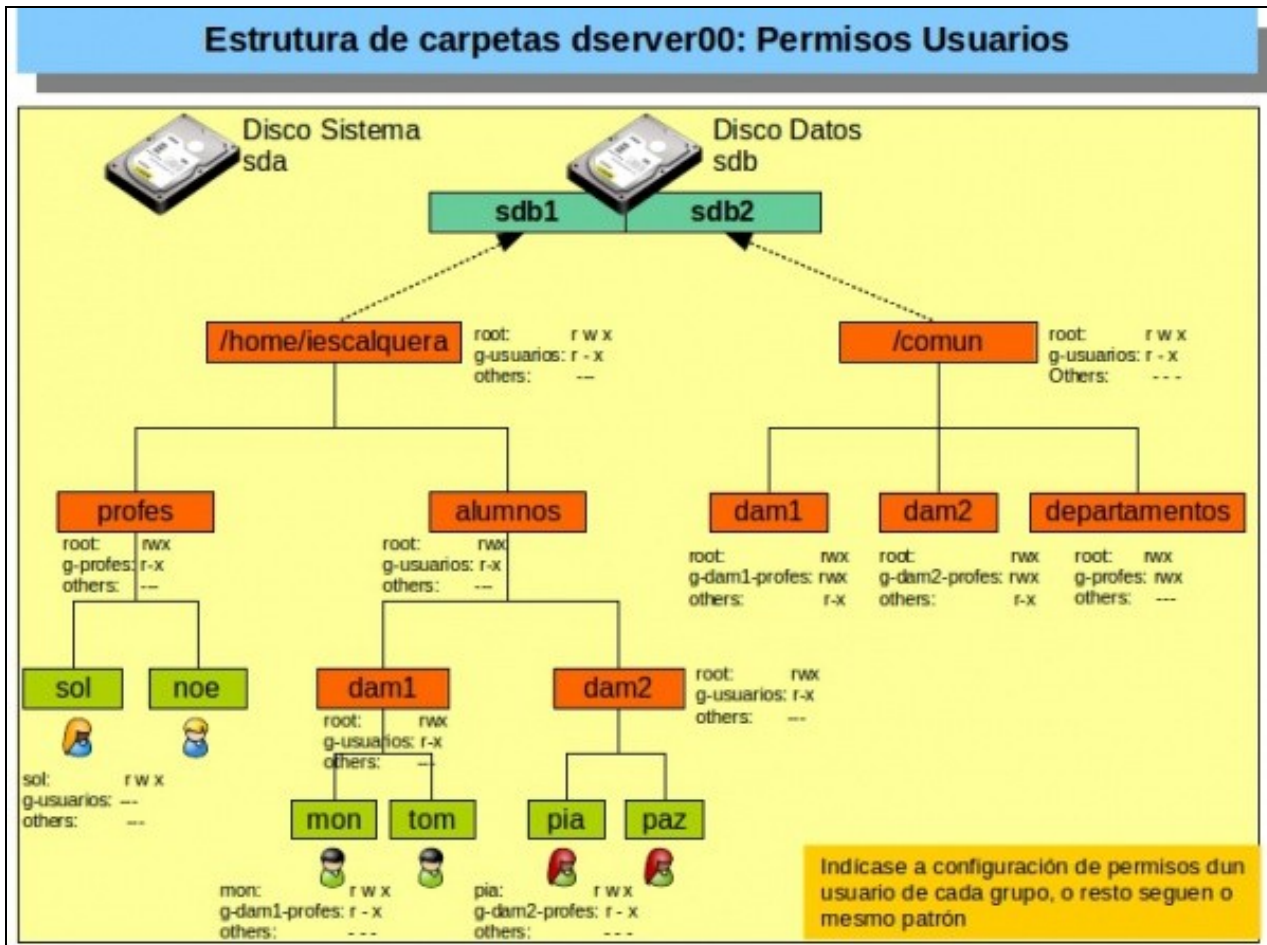 Estrutura de carpetas dserver00: Permisos Usuarios
Disco Sistema
sda
Disco Datos
sdb
sdb1
sdb2
/home/iescalquera
root: r w x
g-usuarios: r - x
others: ---
/comun
root: r w x
g-usuarios: r - x
Others: - - -
profes
root: rwx
g-profes: r-x
others: ---
alumnos
root: rwx
g-usuarios: r-x
others: ---
dam1
root: rwx
g-dam1-profes: rwx
others: r-x
dam2
root: rwx
g-dam2-profes: rwx
others: r-x
departamentos
root: rwx
g-profes: rwx
others: ---
sol
noe
sol: r w x
g-usuarios: ---
others: ---
dam1
root: rwx
g-usuarios: r-x
others: ---
dam2
root: rwx
g-usuarios: r-x
others: ---
mon
tom
mon: r w x
g-dam1-profes: r - x
others: - - -
pia
paz
pia: r w x
g-dam2-profes: r - x
others: - - -
Indícase a configuración de permisos dun
usuario de cada grupo, o resto seguen o
mesmo patrón